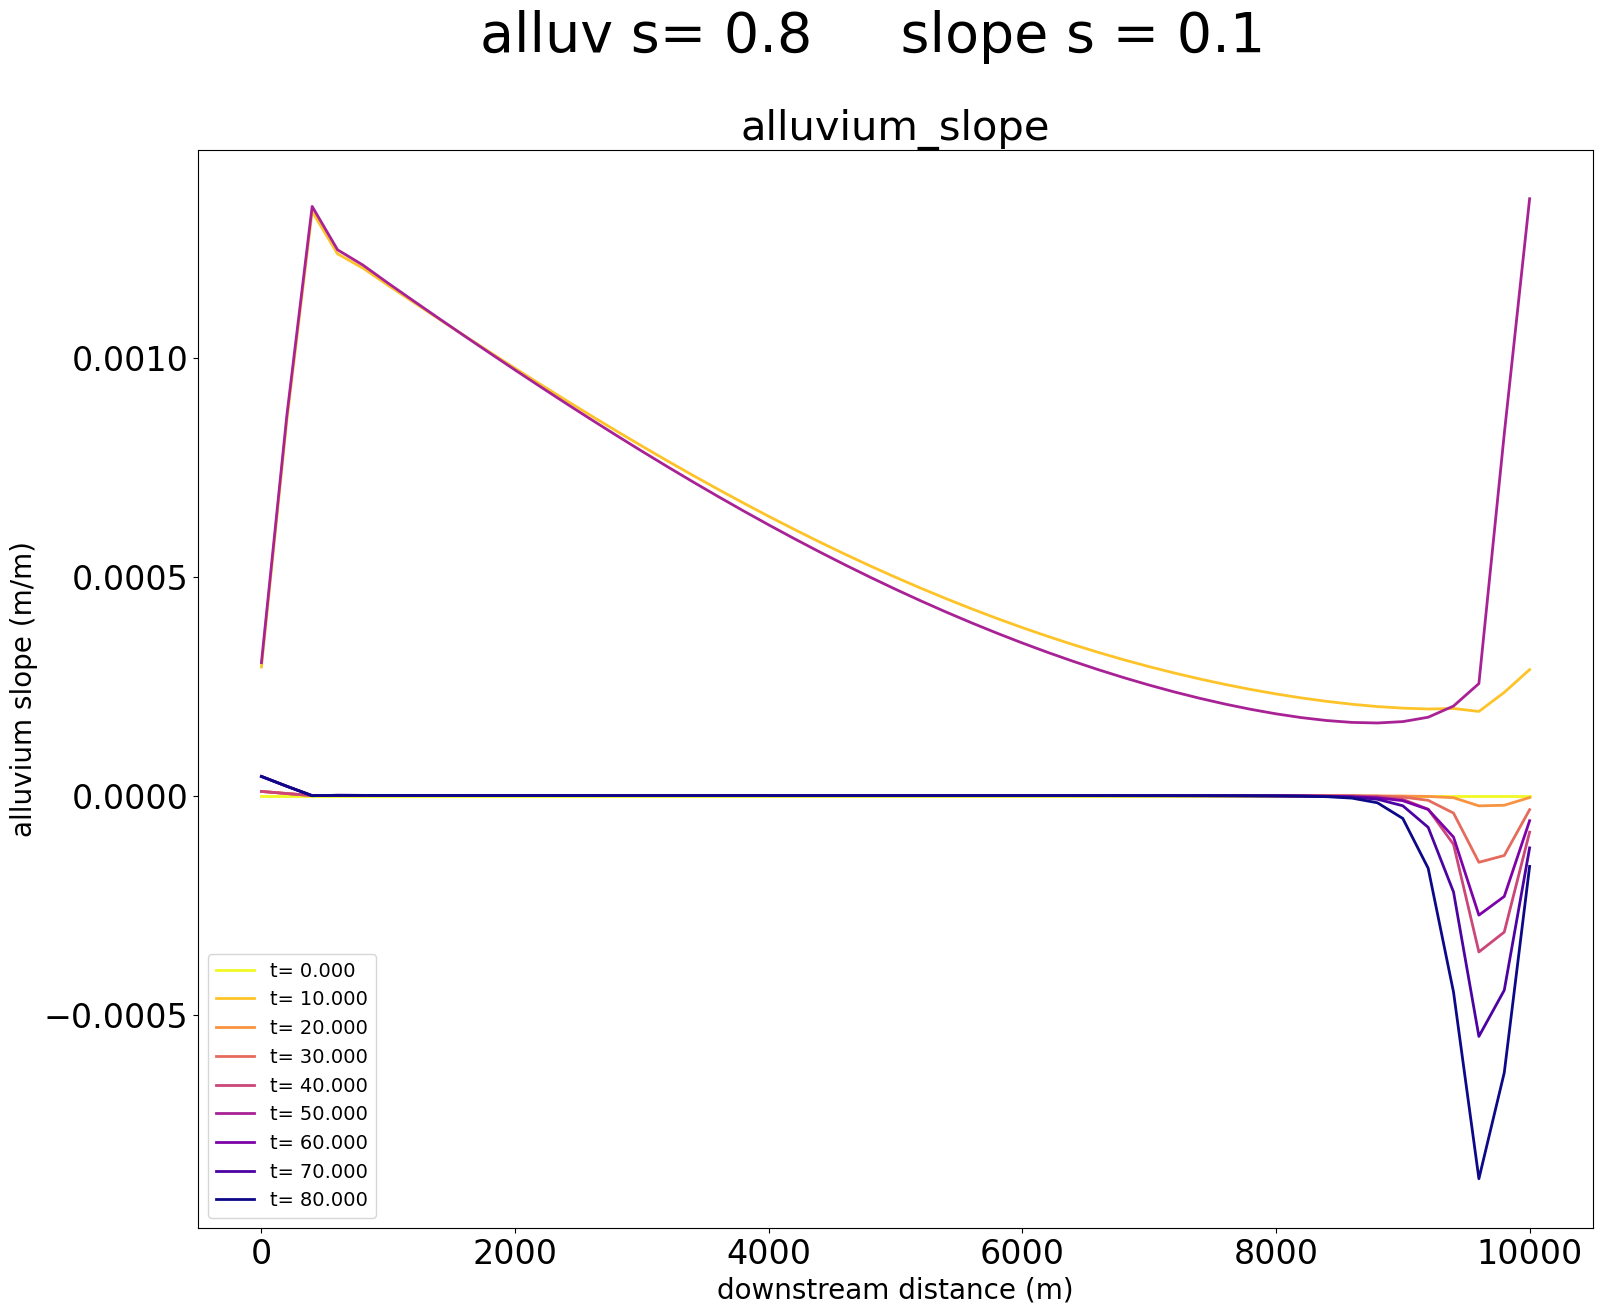 alluv s= 0.8     slope s = 0.1
alluvium_slope
0.0010
0.0005
0.0000
−0.0005
alluvium slope (m/m)
t= 0.000
t= 10.000
t= 20.000
t= 30.000
t= 40.000
t= 50.000
t= 60.000
t= 70.000
t= 80.000
0 2000 4000 6000 8000 10000
downstream distance (m)